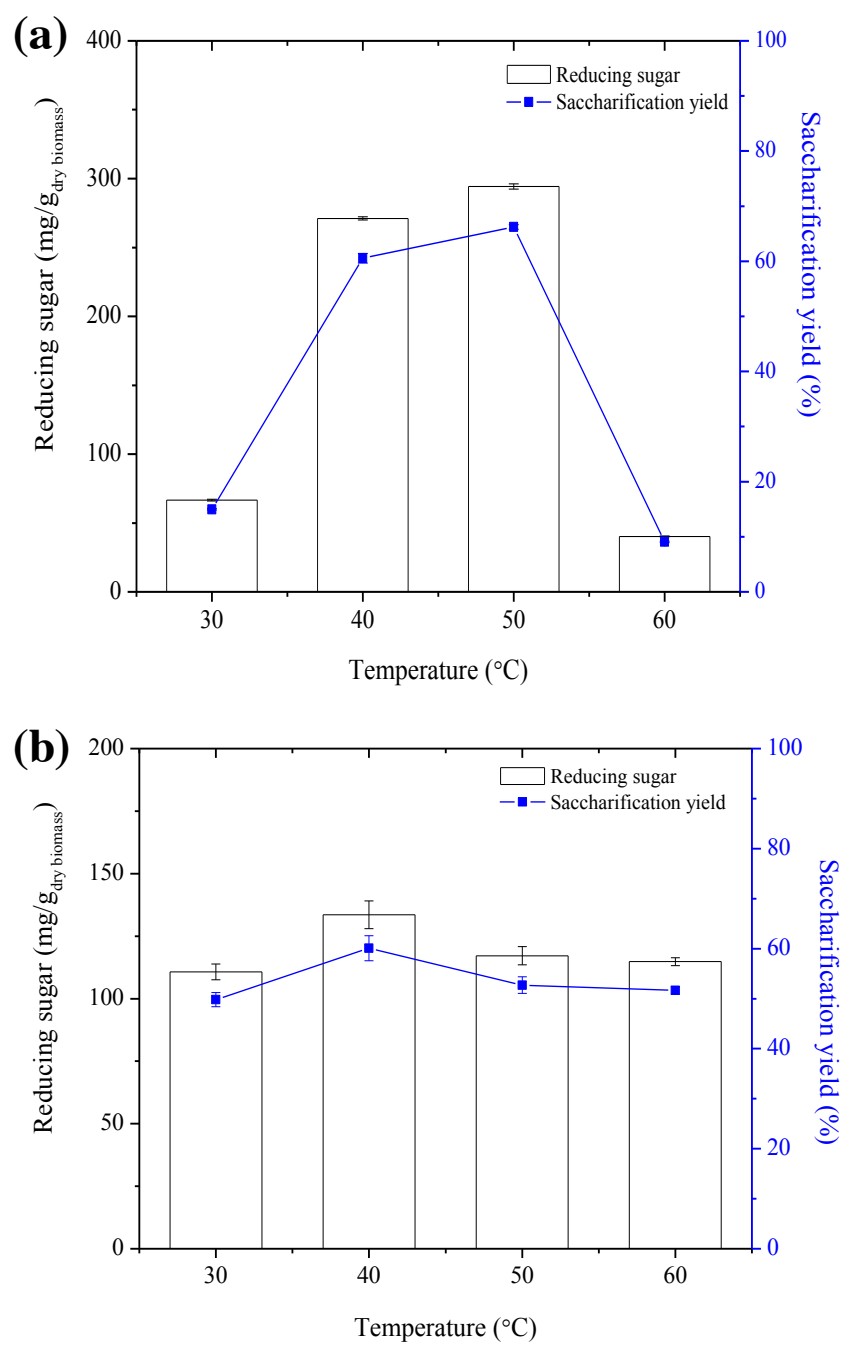 (a)
400
300
200
100
0
Reducing sugar (mg/g dry biomass)
Reducing sugar
Saccharification yield
100
80
60
40
20
0
Saccharification yield (%)
30 40 50 60
Temperature (°C)
(b)
200
150
100
50
0
Reducing sugar (mg/g dry biomass)
Reducing sugar
Saccharification yield
100
80
60
40
20
0
Saccharification yield (%)
30 40 50 60
Temperature (°C)